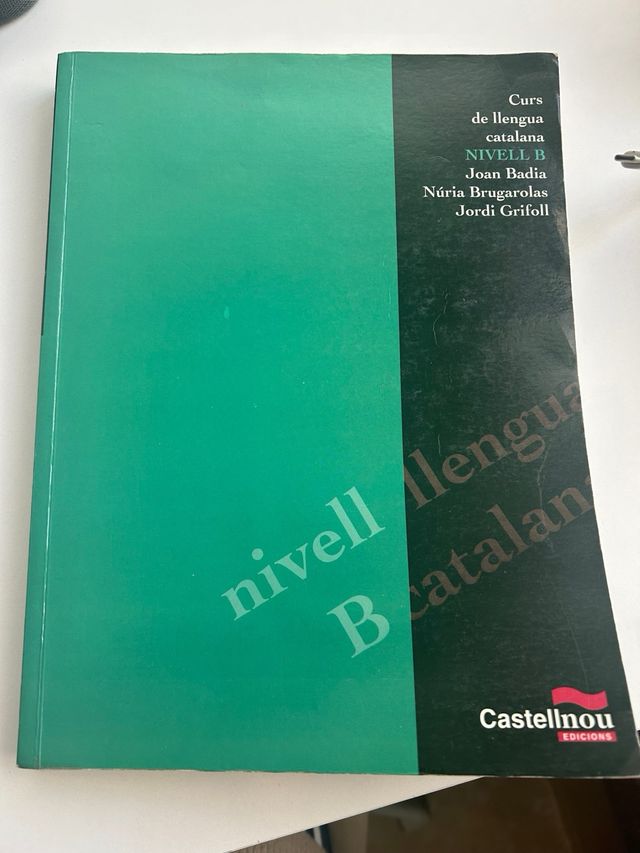 Curs
de llengua
catalana
NIVELL B
Joan Badia
Núria Brugarolas
Jordi Grifoll
nivell llengua
B catalana
Castellnou
EDICIONS